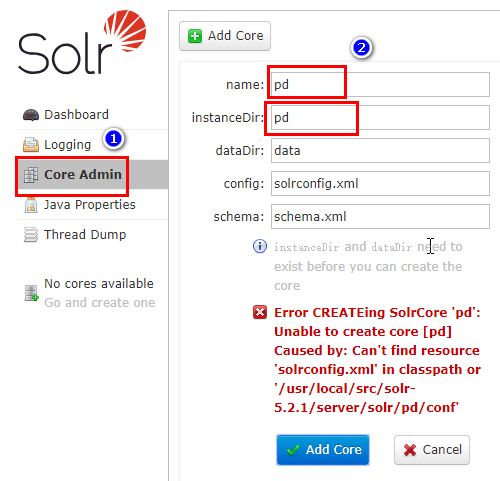 Solr
Add Core
2
name: pd
instanceDir: pd
dataDir: data
config: solrconfig.xml
schema: schema.xml
instanceDir and dataDir need to
exist before you can create the
core
Error CREATEing SolrCore 'pd':
Unable to create core [pd]
Caused by: Can't find resource
'solrconfig.xml' in classpath or
'/usr/local/src/solr-
5.2.1/server/solr/pd/conf'
Add Core Cancel
Dashboard
Logging 1
Core Admin
Java Properties
Thread Dump
No cores available
Go and create one